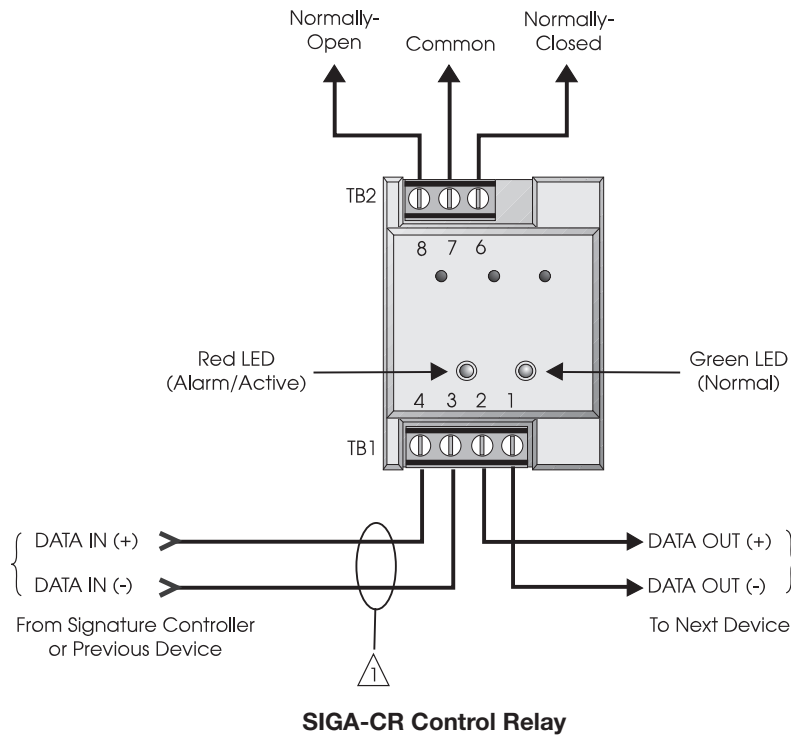 Normally-
Open
Common
Normally-
Closed
TB2
8 7 6
Red LED
(Alarm/Active)
Green LED
(Normal)
4 3 2 1
TB1
DATA IN (+)
DATA OUT (+)
DATA IN (-)
DATA OUT (-)
From Signature Controller
or Previous Device
To Next Device
1
SIGA-CR Control Relay